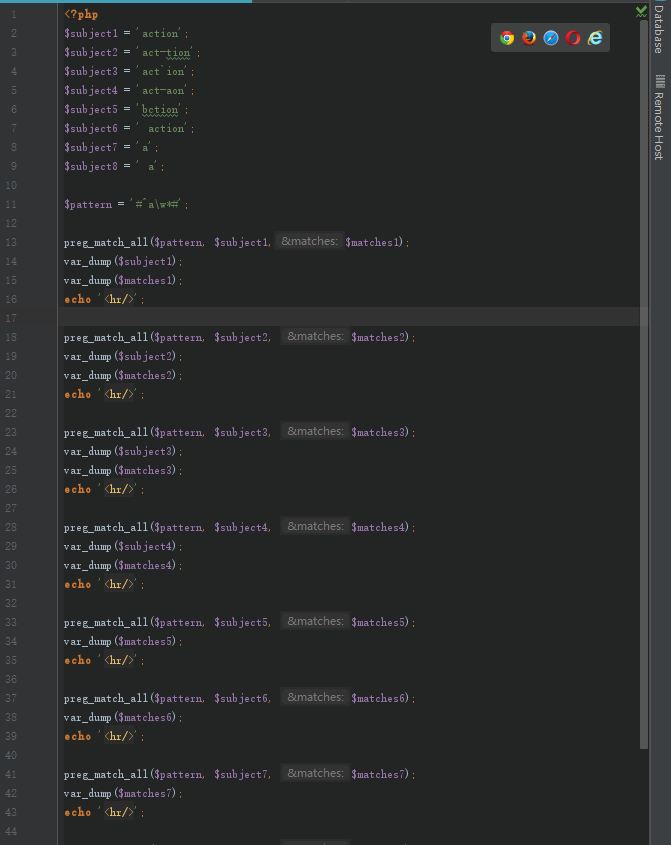 1 <?php
2 $subject1 = 'action';
3 $subject2 = 'act-tion';
4 $subject3 = 'act`ion';
5 $subject4 = 'act-aon';
6 $subject5 = 'bction';
7 $subject6 = ' action';
8 $subject7 = 'a';
9 $subject8 = ' a';
10
11 $pattern = '#^a\w*#';
12
13 preg_match_all($pattern, $subject1, &matches: $matches1);
14 var_dump($subject1);
15 var_dump($matches1);
16 echo '<hr/>';
17
18 preg_match_all($pattern, $subject2, &matches: $matches2);
19 var_dump($subject2);
20 var_dump($matches2);
21 echo '<hr/>';
22
23 preg_match_all($pattern, $subject3, &matches: $matches3);
24 var_dump($subject3);
25 var_dump($matches3);
26 echo '<hr/>';
27
28 preg_match_all($pattern, $subject4, &matches: $matches4);
29 var_dump($subject4);
30 var_dump($matches4);
31 echo '<hr/>';
32
33 preg_match_all($pattern, $subject5, &matches: $matches5);
34 var_dump($matches5);
35 echo '<hr/>';
36
37 preg_match_all($pattern, $subject6, &matches: $matches6);
38 var_dump($matches6);
39 echo '<hr/>';
40
41 preg_match_all($pattern, $subject7, &matches: $matches7);
42 var_dump($matches7);
43 echo '<hr/>';
44
Database
Remote Host